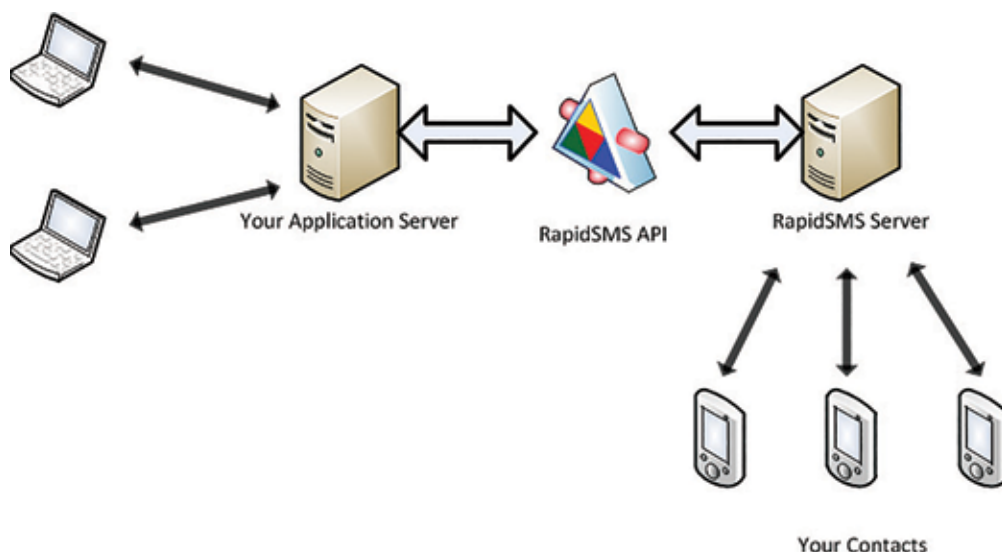 Your Application Server
RapidSMS API
RapidSMS Server
Your Contacts